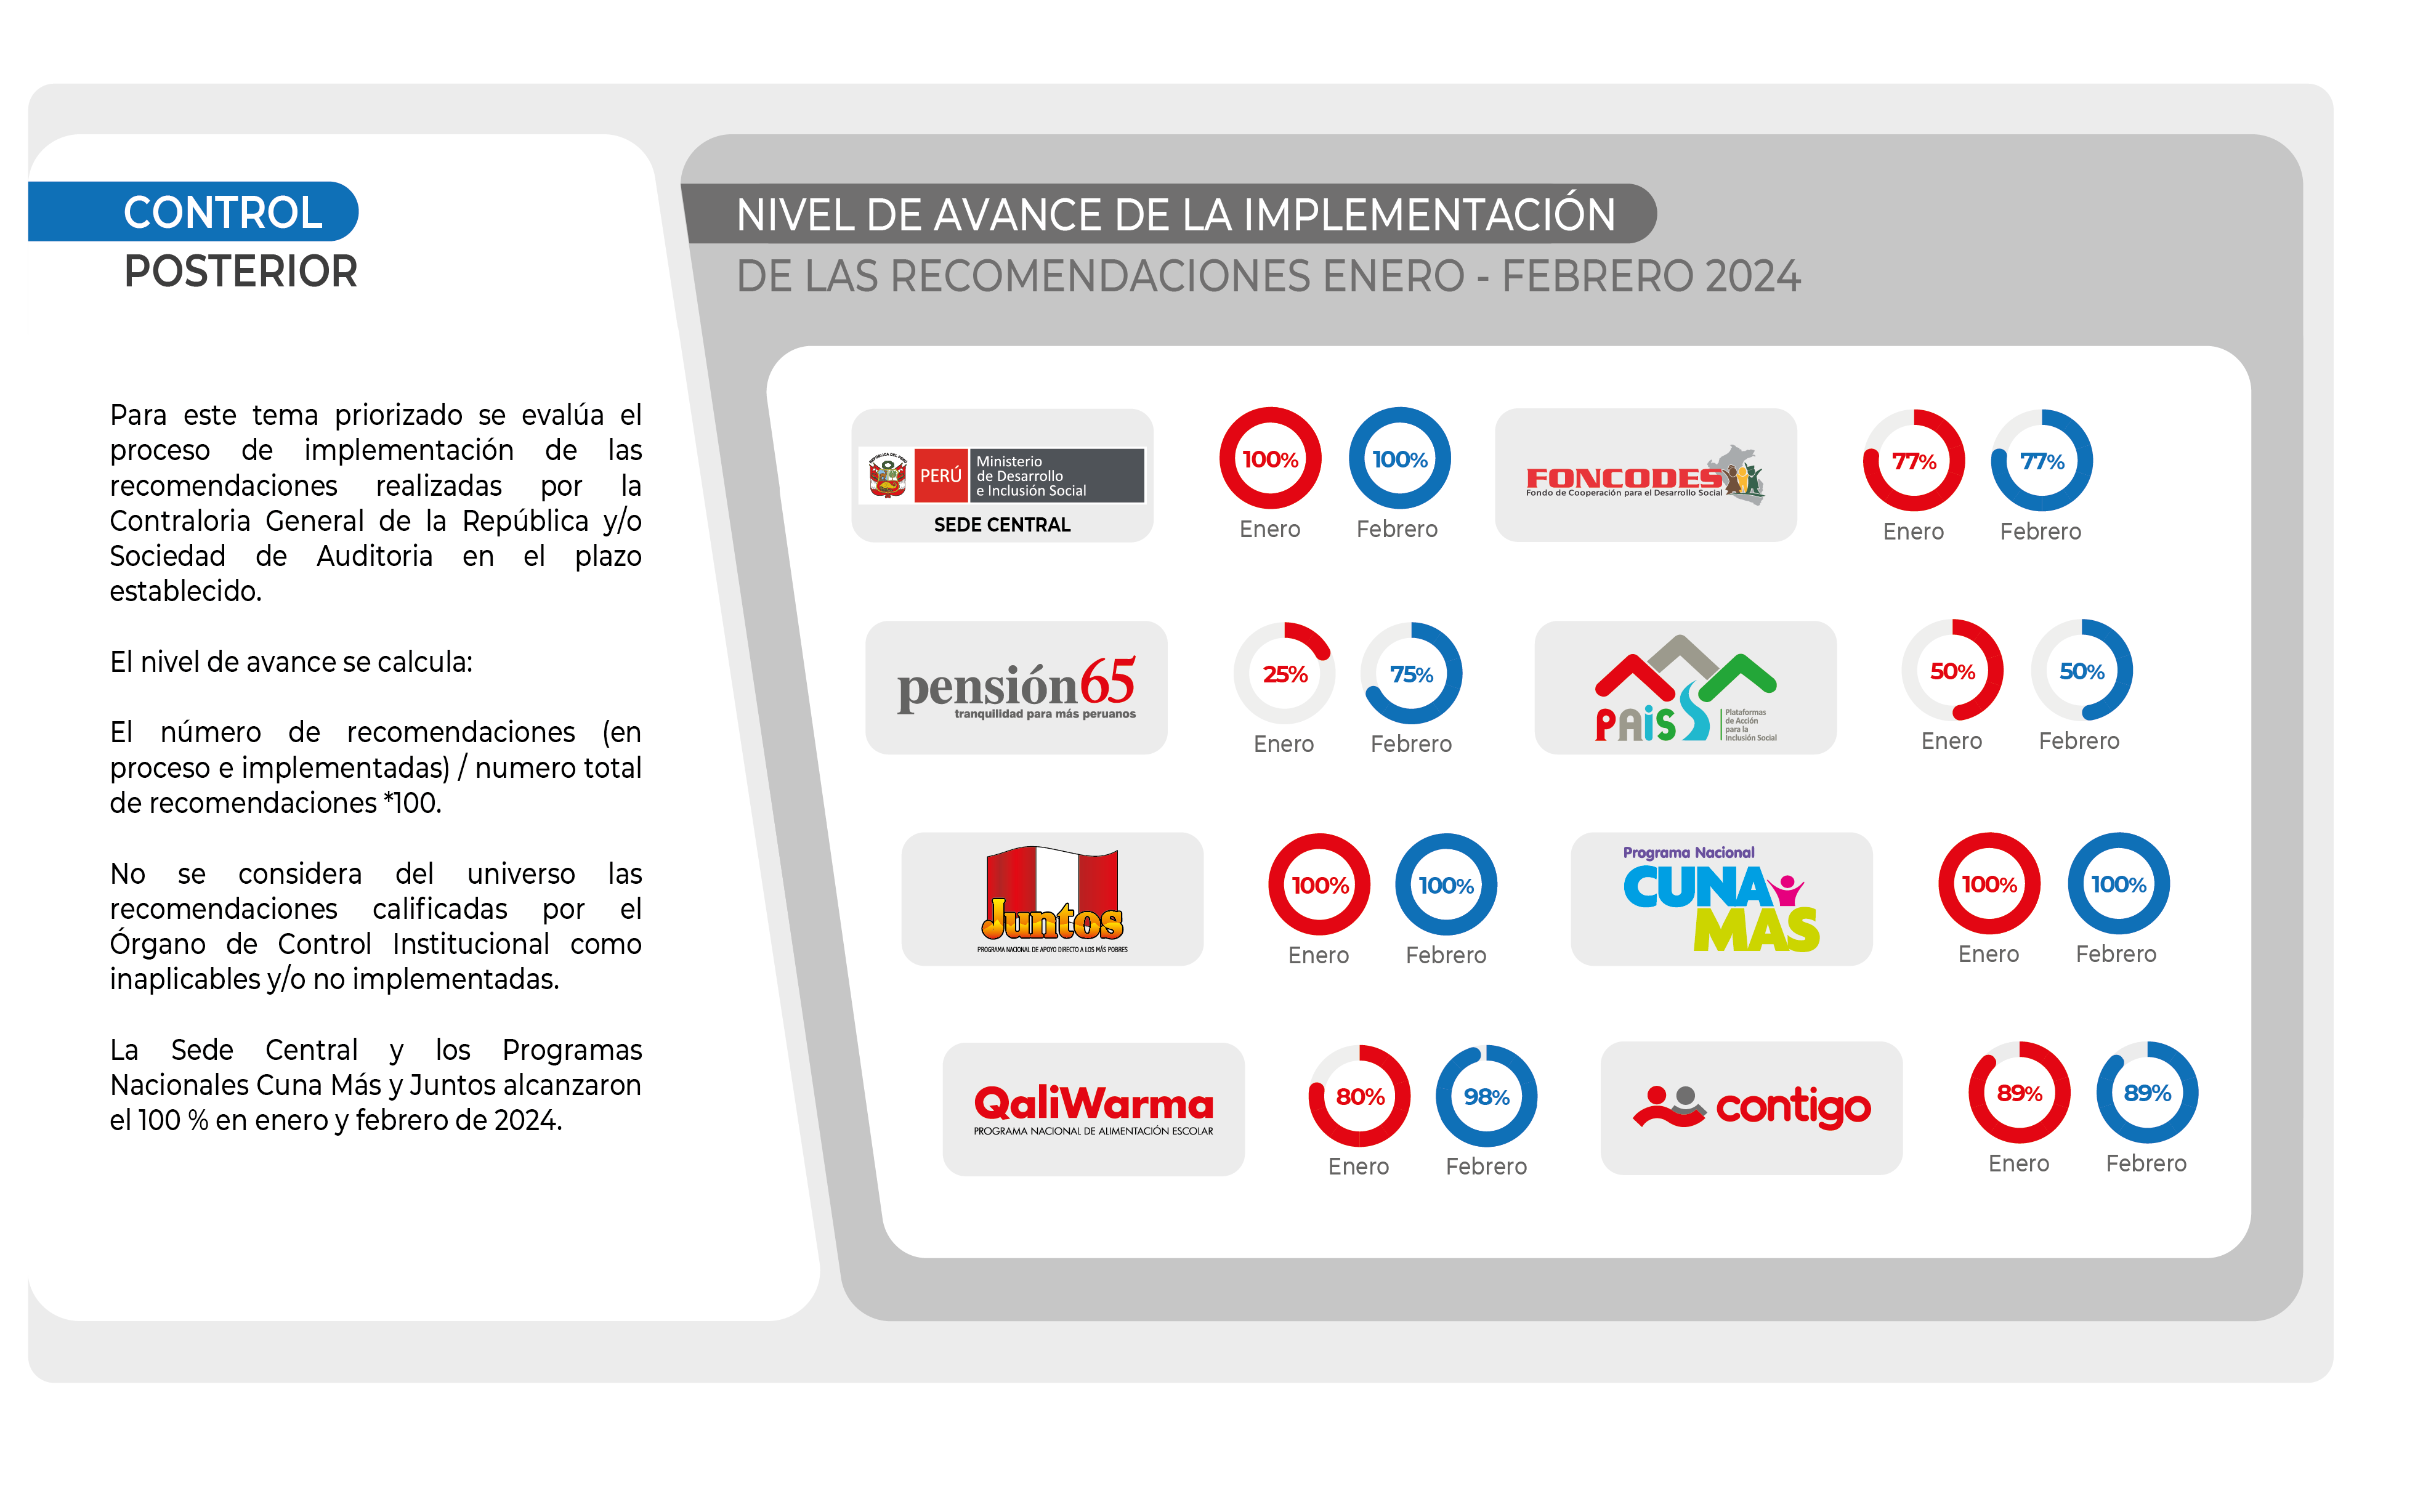 CONTROL
POSTERIOR
Para este tema priorizado se evalúa el
proceso de implementación de las
recomendaciones realizadas por la
Contraloria General de la República y/o
Sociedad de Auditoria en el plazo
establecido.
El nivel de avance se calcula:
El número de recomendaciones (en
proceso e implementadas) / numero total
de recomendaciones *100.
No se considera del universo las
recomendaciones calificadas por el
Órgano de Control Institucional como
inaplicables y/o no implementadas.
La Sede Central y los Programas
Nacionales Cuna Más y Juntos alcanzaron
el 100 % en enero y febrero de 2024.
NIVEL DE AVANCE DE LA IMPLEMENTACIÓN
DE LAS RECOMENDACIONES ENERO - FEBRERO 2024
REPÚBLICA DEL PERÚ
PERÚ
Ministerio
de Desarrollo
e Inclusión Social
SEDE CENTRAL
100%
Enero
100%
Febrero
FONCODES
Fondo de Cooperación para el Desarrollo Social
77%
Enero
77%
Febrero
pensión65
tranquilidad para más peruanos
25%
Enero
75%
Febrero
PAiS
Plataformas
de Acción
para la
Inclusión Social
50%
Enero
50%
Febrero
Juntos
PROGRAMA NACIONAL DE APOYO DIRECTO A LOS MÁS POBRES
100%
Enero
100%
Febrero
Programa Nacional
CUNA
MAS
100%
Enero
100%
Febrero
QaliWarma
PROGRAMA NACIONAL DE ALIMENTACIÓN ESCOLAR
80%
Enero
98%
Febrero
contigo
89%
Enero
89%
Febrero